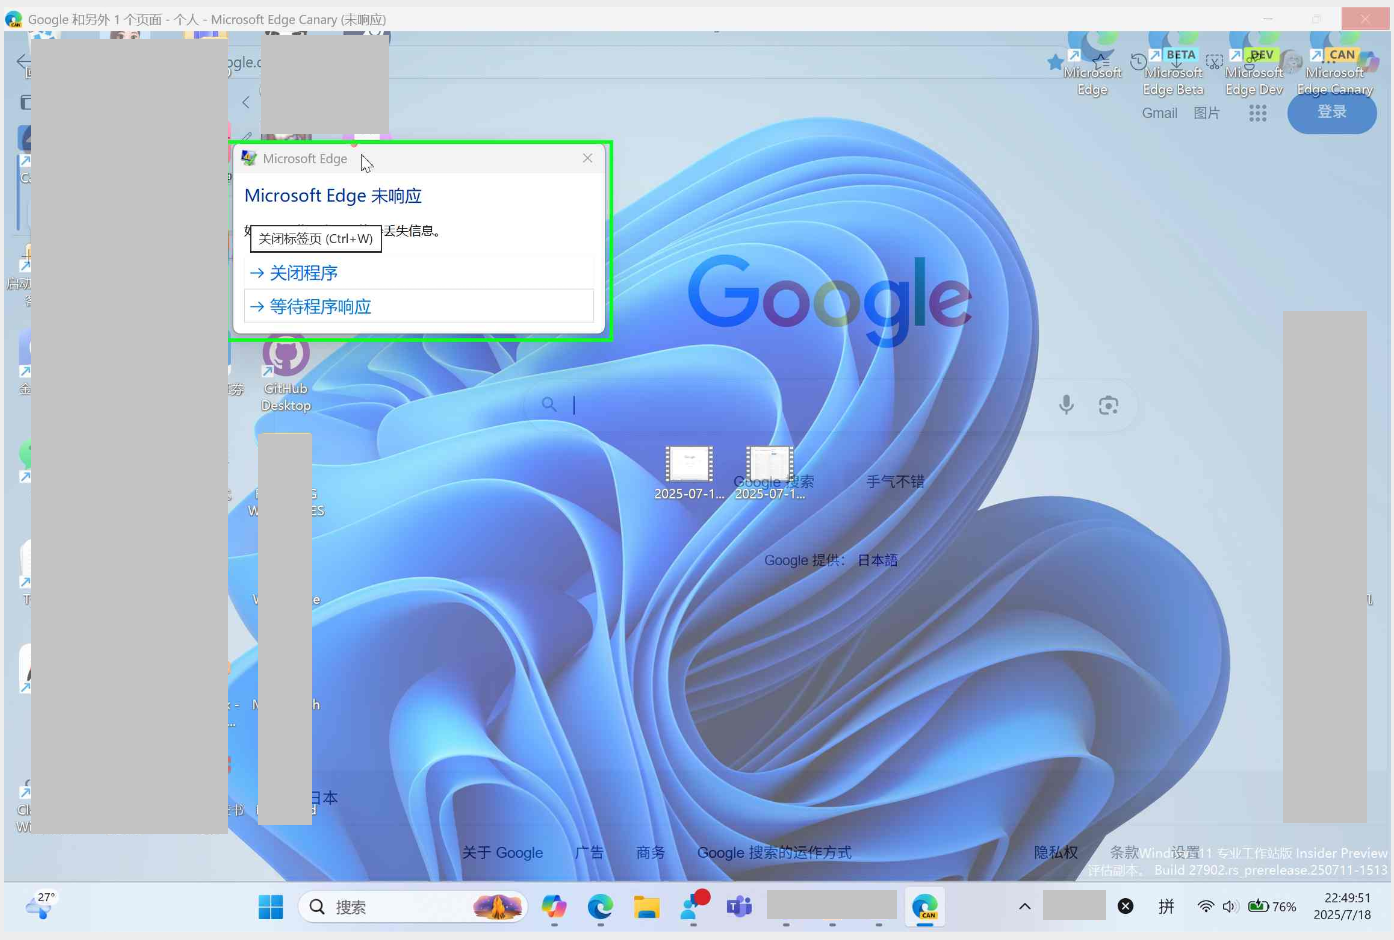 Google 和另外 1 个页面 - 个人 - Microsoft Edge Canary (未响应)
Microsoft Edge
BETA
Microsoft Edge Beta
DEV
Microsoft Edge Dev
CAN
Microsoft Edge Canary
Gmail
图片
登录
Microsoft Edge
Microsoft Edge 未响应
丢失信息。
关闭标签页 (Ctrl+W)
→ 关闭程序
→ 等待程序响应
Google
GitHub
Desktop
2025-07-1...
2025-07-1...
Google 搜索
手气不错
Google 提供： 日本語
日本
关于 Google
广告
商务
Google 搜索的运作方式
隐私权
条款
设置
11 专业工作站版 Insider Preview
评估副本。 Build 27902.rs_prerelease.250711-1513
27°
搜索
CAN
拼
76%
22:49:51
2025/7/18